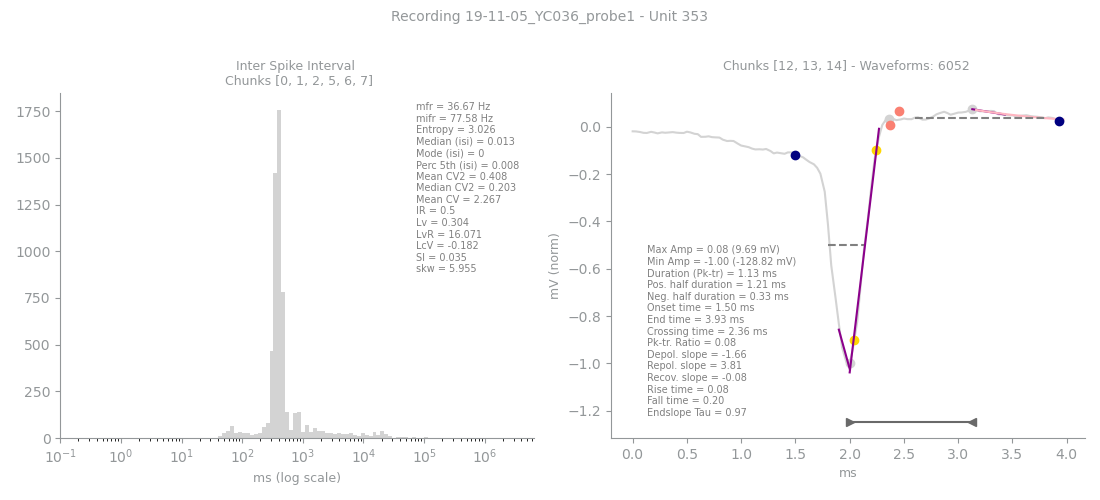 Recording 19-11-05_YC036_probe1 - Unit 353
Inter Spike Interval
Chunks [0, 1, 2, 5, 6, 7]
1750
1500
1250
1000
750
500
250
0
mfr = 36.67 Hz
mifr = 77.58 Hz
Entropy = 3.026
Median (isi) = 0.013
Mode (isi) = 0
Perc 5th (isi) = 0.008
Mean CV2 = 0.408
Median CV2 = 0.203
Mean CV = 2.267
IR = 0.5
Lv = 0.304
LvR = 16.071
LcV = -0.182
SI = 0.035
skw = 5.955
10⁻¹ 10⁰ 10¹ 10² 10³ 10⁴ 10⁵ 10⁶
ms (log scale)
Chunks [12, 13, 14] - Waveforms: 6052
mV (norm)
0.0
−0.2
−0.4
−0.6
−0.8
−1.0
−1.2
Max Amp = 0.08 (9.69 mV)
Min Amp = -1.00 (-128.82 mV)
Duration (Pk-tr) = 1.13 ms
Pos. half duration = 1.21 ms
Neg. half duration = 0.33 ms
Onset time = 1.50 ms
End time = 3.93 ms
Crossing time = 2.36 ms
Pk-tr. Ratio = 0.08
Depol. slope = -1.66
Repol. slope = 3.81
Recov. slope = -0.08
Rise time = 0.08
Fall time = 0.20
Endslope Tau = 0.97
0.0 0.5 1.0 1.5 2.0 2.5 3.0 3.5 4.0
ms